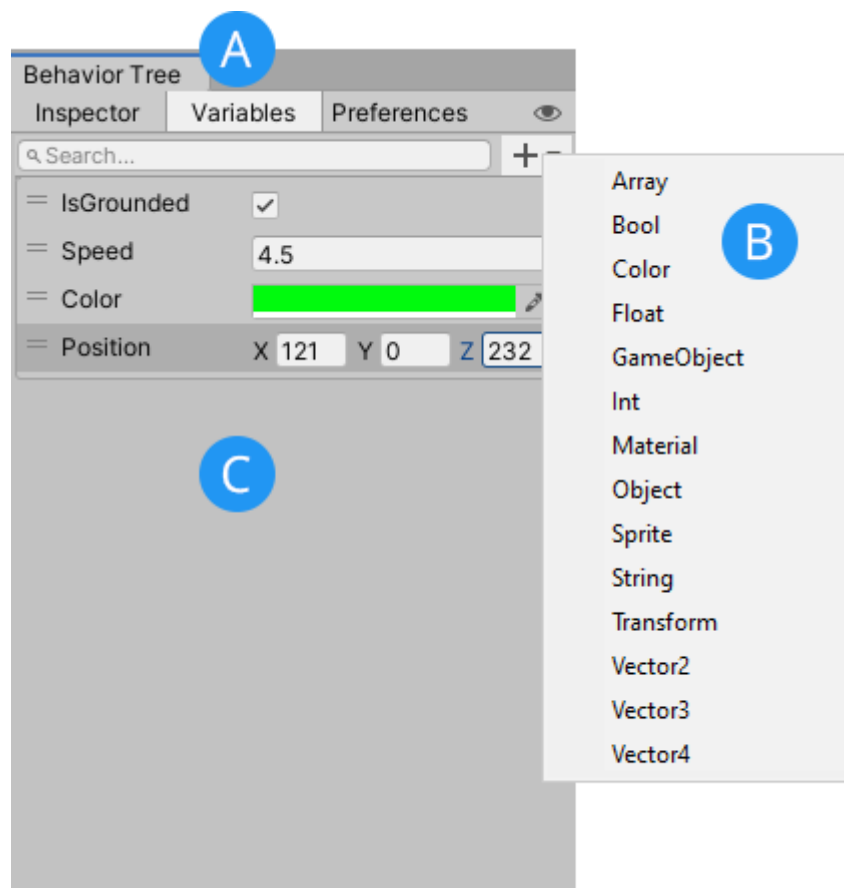 A
Behavior Tree
Inspector Variables Preferences
Search...
IsGrounded
Speed 4.5
Color
Position X 121 Y 0 Z 232
C
Array
Bool
B
Color
Float
GameObject
Int
Material
Object
Sprite
String
Transform
Vector2
Vector3
Vector4